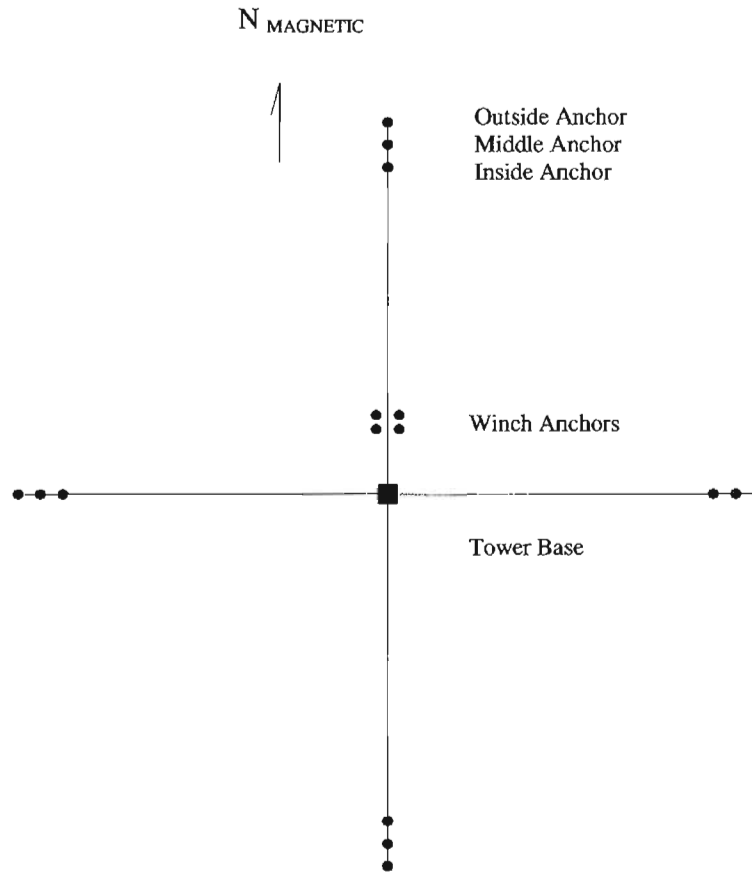 N MAGNETIC
Outside Anchor
Middle Anchor
Inside Anchor
Winch Anchors
Tower Base